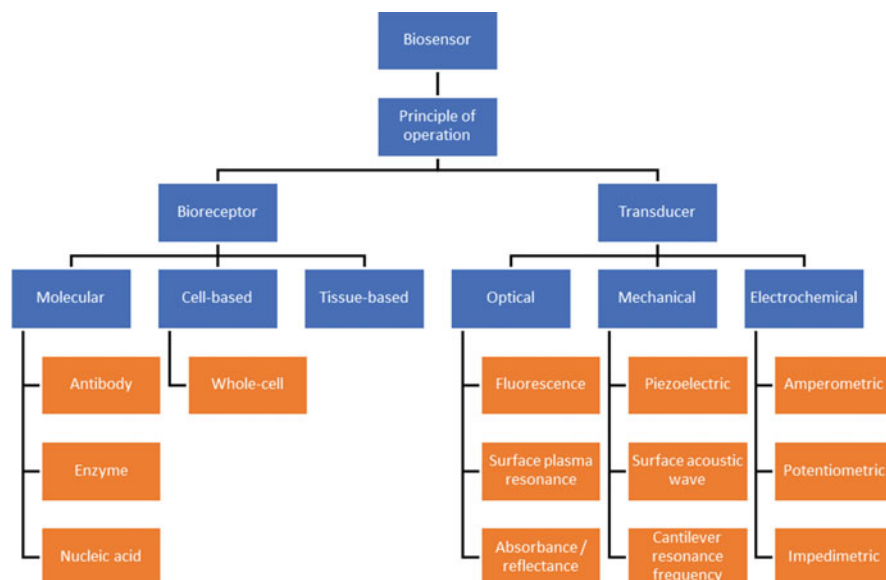 Biosensor
Principle of
operation
Bioreceptor
Transducer
Molecular
Cell-based
Tissue-based
Optical
Mechanical
Electrochemical
Antibody
Whole-cell
Fluorescence
Piezoelectric
Amperometric
Enzyme
Surface plasma
resonance
Surface acoustic
wave
Potentiometric
Nucleic acid
Absorbance /
reflectance
Cantilever
resonance
frequency
Impedimetric